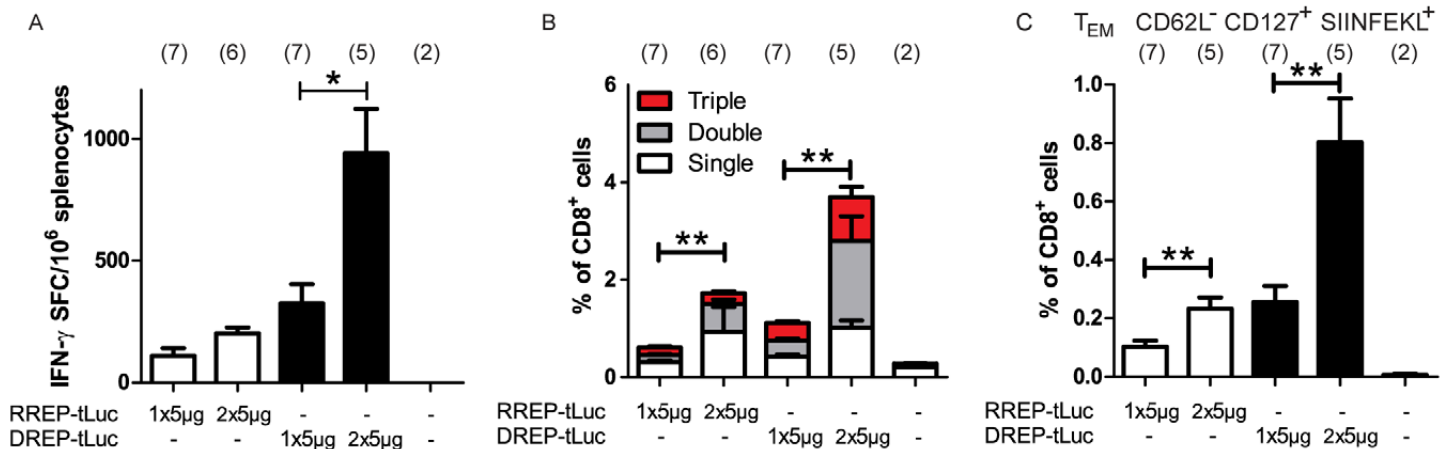 A
(7) (6) (7) (5) (2)
*
IFN-γ SFC/10⁶ splenocytes
1000
500
0
RREP-tLuc 1x5µg 2x5µg - - -
DREP-tLuc - - 1x5µg 2x5µg -
B
(7) (6) (7) (5) (2)
% of CD8⁺ cells
6
4
2
0
Triple
Double
Single
**
**
RREP-tLuc 1x5µg 2x5µg - - -
DREP-tLuc - - 1x5µg 2x5µg -
C T_EM CD62L⁻ CD127⁺ SIINFEKL⁺
(7) (5) (7) (5) (2)
% of CD8⁺ cells
1.0
0.8
0.6
0.4
0.2
0.0
**
**
RREP-tLuc 1x5µg 2x5µg - - -
DREP-tLuc - - 1x5µg 2x5µg -